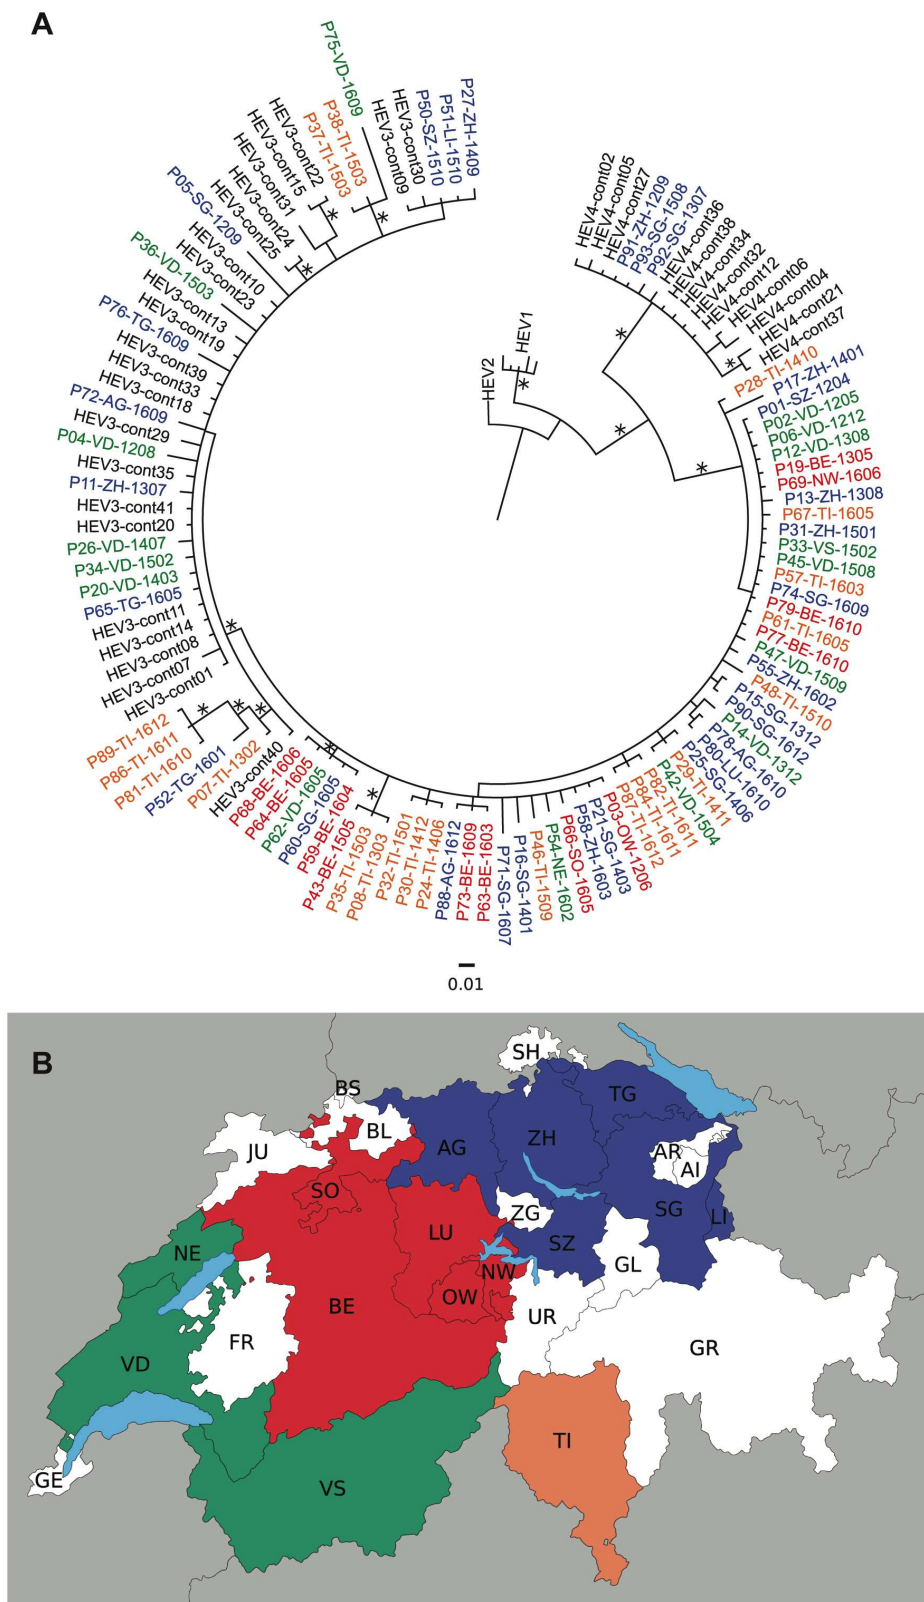 A
P75-VD-1609
P38-TI-1503
P37-TI-1503
HEV3-cont22
HEV3-cont15
HEV3-cont31
HEV3-cont24
HEV3-cont25
P05-SG-1209
HEV3-cont10
HEV3-cont23
P36-VD-1503
HEV3-cont13
HEV3-cont19
P76-TG-1609
HEV3-cont39
HEV3-cont33
HEV3-cont18
P72-AG-1609
HEV3-cont29
P04-VD-1208
HEV3-cont35
P11-ZH-1307
HEV3-cont41
HEV3-cont20
P26-VD-1407
P34-VD-1502
P20-VD-1403
P65-TG-1605
HEV3-cont11
HEV3-cont14
HEV3-cont08
HEV3-cont07
HEV3-cont01
P89-TI-1612
P86-TI-1611
P81-TI-1610
P52-TG-1601
P07-TI-1302
HEV3-cont40
P68-BE-1606
P64-BE-1605
P62-VD-1605
P60-SG-1605
P59-BE-1604
P43-BE-1505
P35-TI-1503
P08-TI-1303
P32-TI-1501
P30-TI-1412
P24-TI-1406
P88-AG-1612
P73-BE-1609
P63-BE-1603
P71-SG-1607
P16-SG-1401
P46-TI-1509
P54-NE-1602
P66-SO-1605
P58-ZH-1603
P21-SG-1403
P03-OW-1206
P87-TI-1612
P84-TI-1611
P82-TI-1611
P42-VD-1504
P29-TI-1411
P25-SG-1406
P80-LU-1610
P78-AG-1610
P14-VD-1312
P90-SG-1612
P15-SG-1312
P48-TI-1510
P55-ZH-1602
P47-VD-1509
P77-BE-1610
P61-TI-1605
P79-BE-1610
P74-SG-1609
P57-TI-1603
P45-VD-1508
P33-VS-1502
P31-ZH-1501
P67-TI-1605
P13-ZH-1308
P69-NW-1606
P19-BE-1305
P12-VD-1308
P06-VD-1212
P02-VD-1205
P01-SZ-1204
P17-ZH-1401
P28-TI-1410
HEV4-cont37
HEV4-cont21
HEV4-cont04
HEV4-cont06
HEV4-cont12
HEV4-cont32
HEV4-cont34
HEV4-cont38
HEV4-cont36
P92-SG-1307
P93-SG-1508
P91-ZH-1209
HEV4-cont27
HEV4-cont05
HEV4-cont02
P27-ZH-1409
P51-LI-1510
P50-SZ-1510
HEV3-cont30
HEV3-cont09
HEV1
HEV2
0.01
B
SH
BS
TG
BL
ZH
JU
AG
AR
AI
SO
ZG
SG
LI
LU
SZ
NE
GL
NW
OW
BE
UR
FR
GR
VD
TI
GE
VS